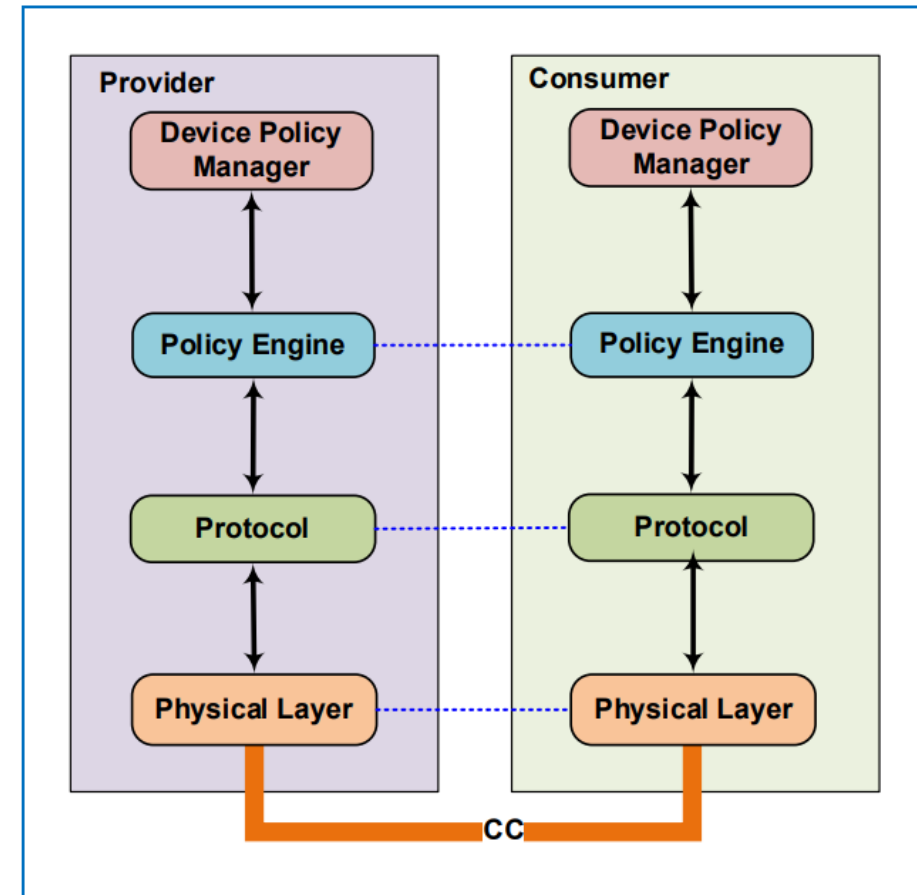 Provider
Device Policy
Manager
Policy Engine
Protocol
Physical Layer
Consumer
Device Policy
Manager
Policy Engine
Protocol
Physical Layer
CC